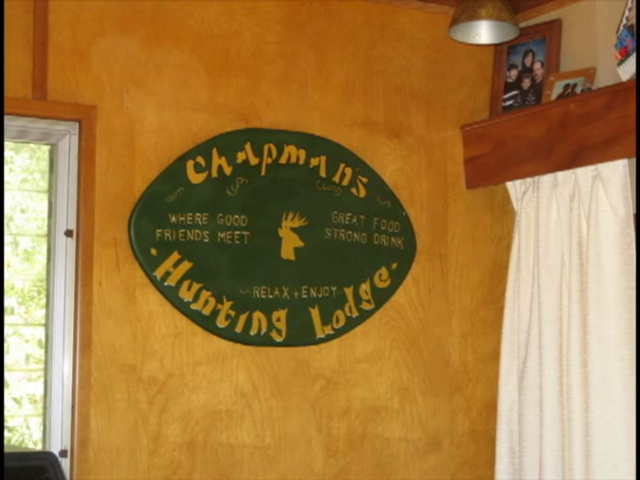 Chapman's
WHERE GOOD
FRIENDS MEET
GREAT FOOD
STRONG DRINK
RELAX + ENJOY
Hunting Lodge